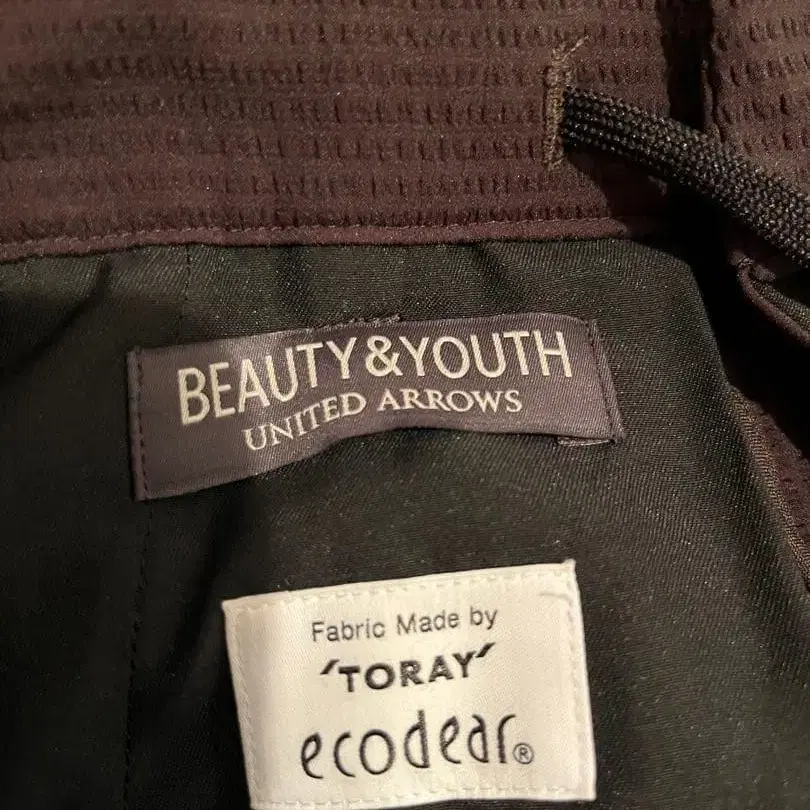 BEAUTY&YOUTH
UNITED ARROWS
Fabric Made by
'TORAY'
ecodear®